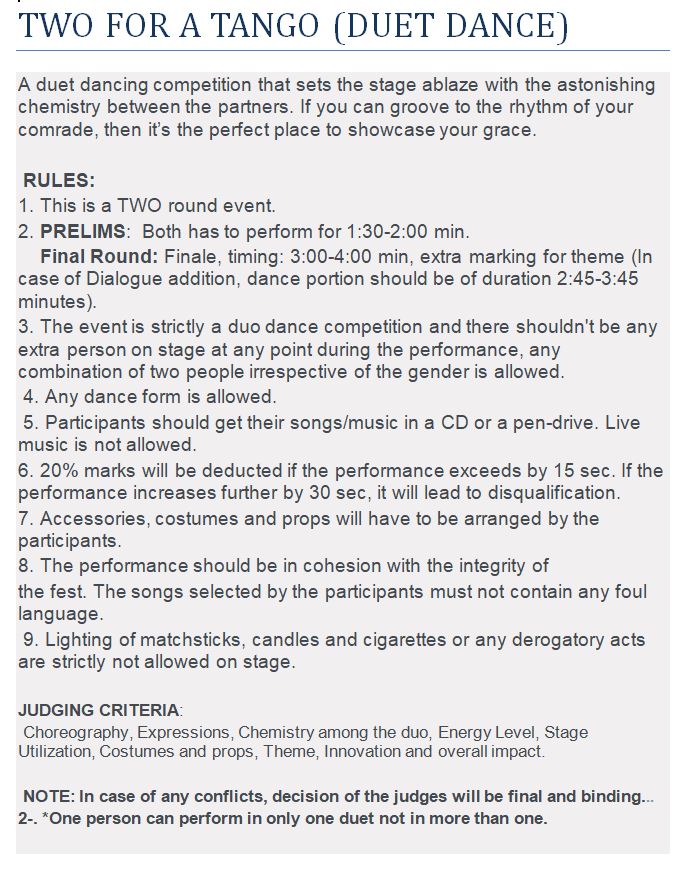 TWO FOR A TANGO (DUET DANCE)
A duet dancing competition that sets the stage ablaze with the astonishing
chemistry between the partners. If you can groove to the rhythm of your
comrade, then it's the perfect place to showcase your grace.
RULES:
1. This is a TWO round event.
2. PRELIMS:  Both has to perform for 1:30-2:00 min.
Final Round: Finale, timing: 3:00-4:00 min, extra marking for theme (In
case of Dialogue addition, dance portion should be of duration 2:45-3:45
minutes).
3. The event is strictly a duo dance competition and there shouldn't be any
extra person on stage at any point during the performance, any
combination of two people irrespective of the gender is allowed.
4. Any dance form is allowed.
5. Participants should get their songs/music in a CD or a pen-drive. Live
music is not allowed.
6. 20% marks will be deducted if the performance exceeds by 15 sec. If the
performance increases further by 30 sec, it will lead to disqualification.
7. Accessories, costumes and props will have to be arranged by the
participants.
8. The performance should be in cohesion with the integrity of
the fest. The songs selected by the participants must not contain any foul
language.
9. Lighting of matchsticks, candles and cigarettes or any derogatory acts
are strictly not allowed on stage.
JUDGING CRITERIA:
Choreography, Expressions, Chemistry among the duo, Energy Level, Stage
Utilization, Costumes and props, Theme, Innovation and overall impact.
NOTE: In case of any conflicts, decision of the judges will be final and binding...
2-. *One person can perform in only one duet not in more than one.